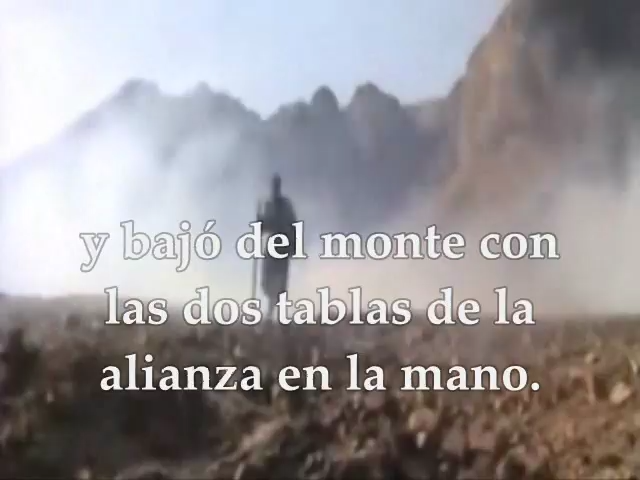 y bajó del monte con
las dos tablas de la
alianza en la mano.